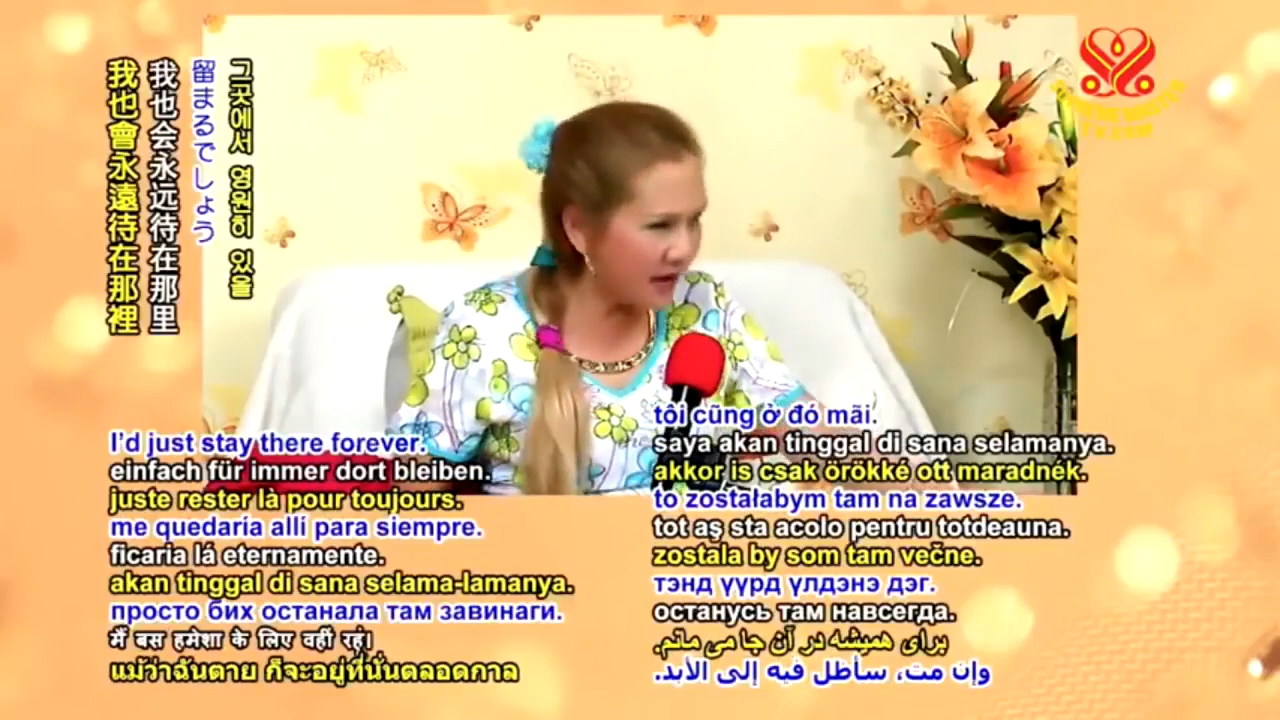 我也會永遠待在那裡
我也会永远待在那里
留まるでしょう
그곳에서 영원히 있을
I'd just stay there forever.
einfach für immer dort bleiben.
juste rester là pour toujours.
me quedaría allí para siempre.
ficaria lá eternamente.
akan tinggal di sana selama-lamanya.
просто бих останала там завинаги.
मैं बस हमेशा के लिए वहीं रहूं।
แม้ว่าฉันตาย ก็จะอยู่ที่นั่นตลอดกาล
tôi cũng ở đó mãi.
saya akan tinggal di sana selamanya.
akkor is csak örökké ott maradnék.
to zostałabym tam na zawsze.
tot aş sta acolo pentru totdeauna.
zostala by som tam večne.
тэнд үүрд үлдэнэ дэг.
останусь там навсегда.
برای همیشه در آن جا می مانم.
وإن مت، سأظل فيه إلى الأبد.